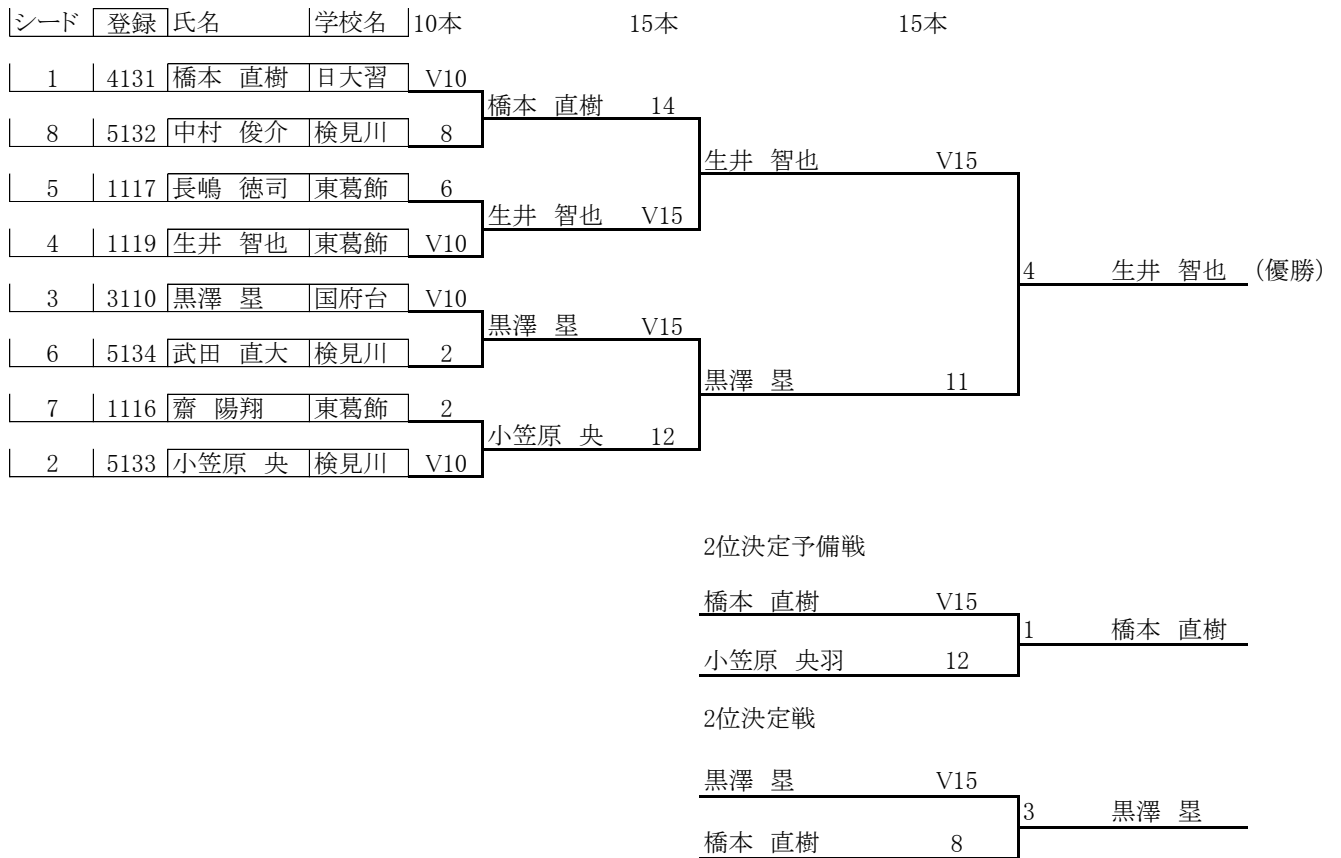 シード 登録 氏名 学校名 10本 15本 15本
1 4131 橋本 直樹 日大習 V10
橋本 直樹 14
8 5132 中村 俊介 検見川 8
生井 智也 V15
5 1117 長嶋 徳司 東葛飾 6
生井 智也 V15
4 1119 生井 智也 東葛飾 V10
4 生井 智也 (優勝)
3 3110 黒澤 塁 国府台 V10
黒澤 塁 V15
6 5134 武田 直大 検見川 2
黒澤 塁 11
7 1116 齋 陽翔 東葛飾 2
小笠原 央 12
2 5133 小笠原 央 検見川 V10
2位決定予備戦
橋本 直樹 V15
1 橋本 直樹
小笠原 央羽 12
2位決定戦
黒澤 塁 V15
3 黒澤 塁
橋本 直樹 8